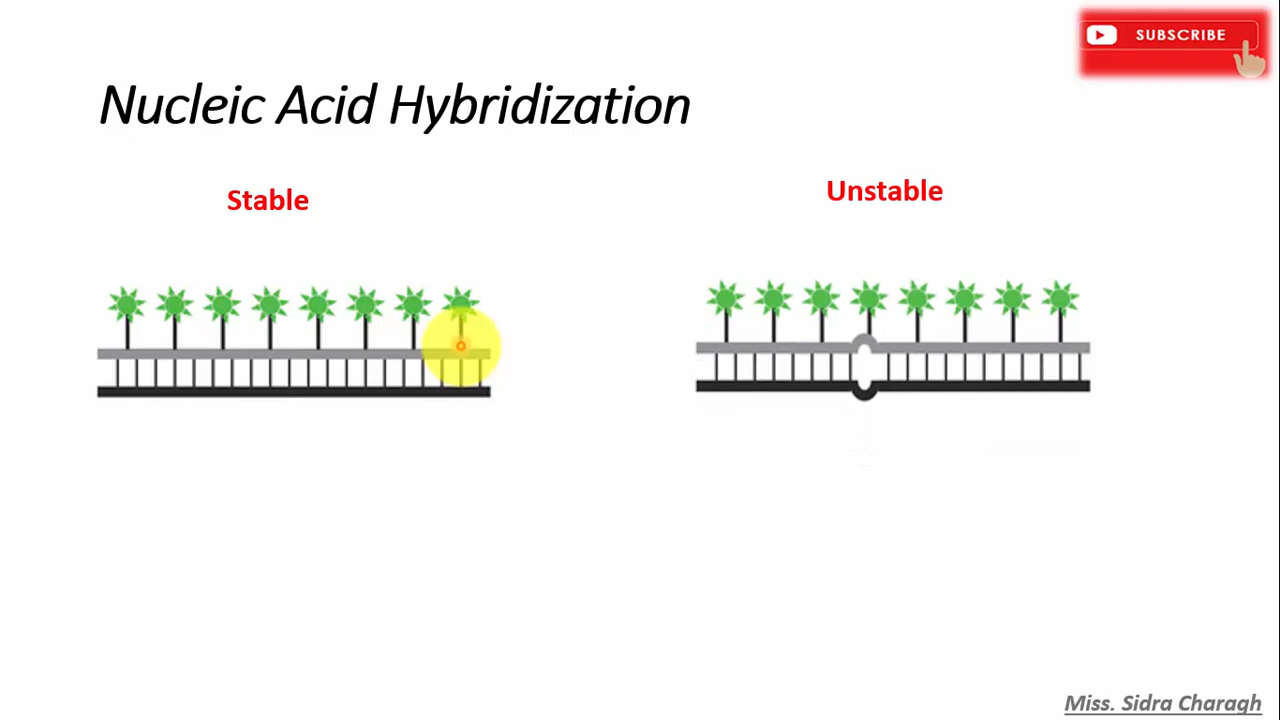 SUBSCRIBE
Nucleic Acid Hybridization
Stable
Unstable
Miss. Sidra Charagh